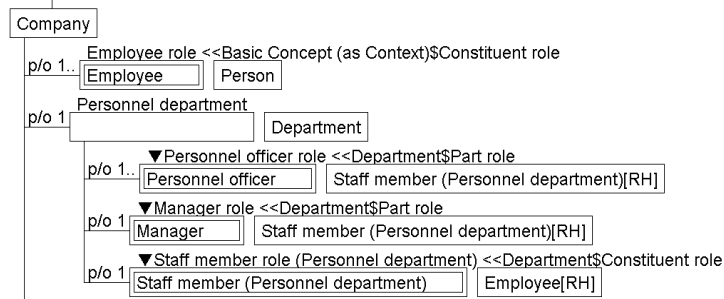 Company
Employee role <<Basic Concept (as Context)$Constituent role
p/o 1.. Employee Person
Personnel department
p/o 1 Department
▼Personnel officer role <<Department$Part role
p/o 1.. Personnel officer Staff member (Personnel department)[RH]
▼Manager role <<Department$Part role
p/o 1 Manager Staff member (Personnel department)[RH]
▼Staff member role (Personnel department) <<Department$Constituent role
p/o 1 Staff member (Personnel department) Employee[RH]